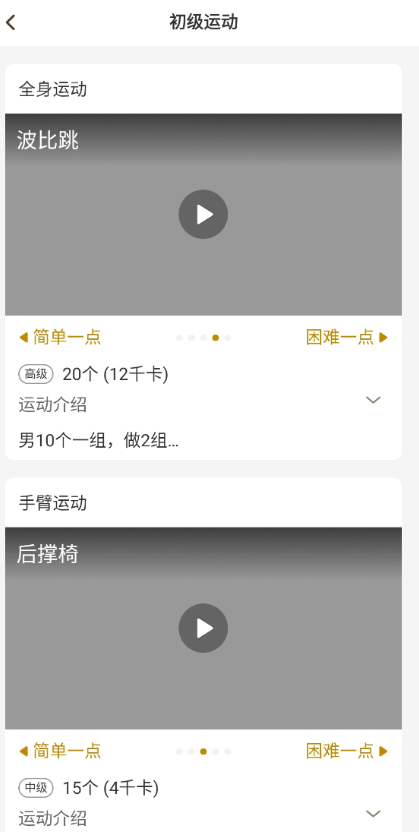 初级运动
全身运动
波比跳
简单一点
困难一点
高级 20个 (12千卡)
运动介绍
男10个一组，做2组...
手臂运动
后撑椅
简单一点
困难一点
中级 15个 (4千卡)
运动介绍